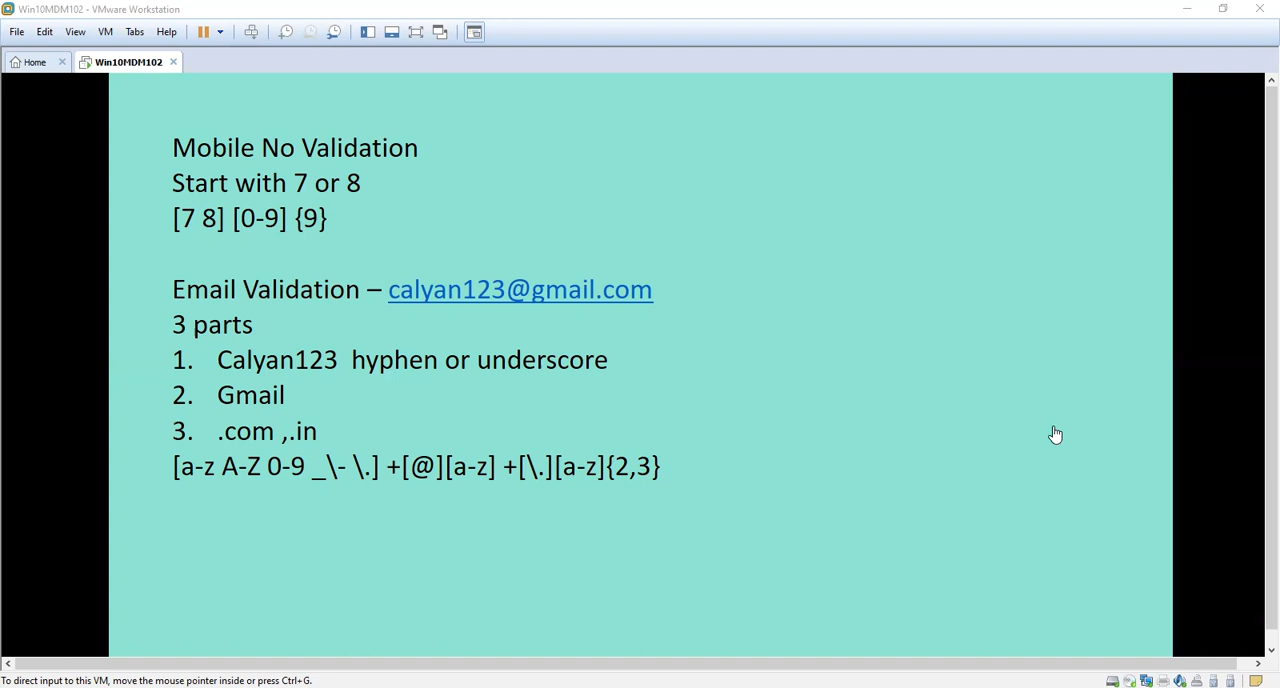 Win10MDM102 - VMware Workstation
File Edit View VM Tabs Help
Home Win10MDM102
Mobile No Validation
Start with 7 or 8
[7 8] [0-9] {9}
Email Validation – calyan123@gmail.com
3 parts
1. Calyan123 hyphen or underscore
2. Gmail
3. .com ,.in
[a-z A-Z 0-9 _\- \.] +[@][a-z] +[\.][a-z]{2,3}
To direct input to this VM, move the mouse pointer inside or press Ctrl+G.